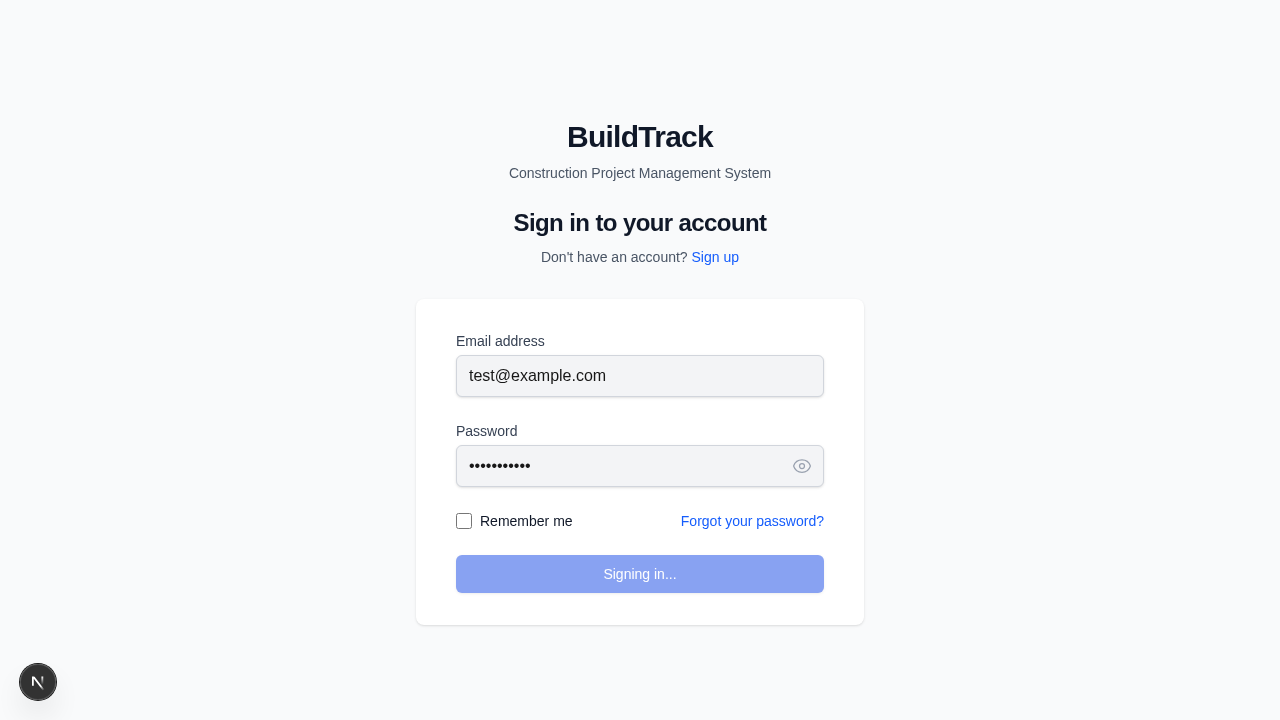 BuildTrack
Construction Project Management System
Sign in to your account
Don't have an account? Sign up
Email address
test@example.com
Password
•••••••••••
Remember me
Forgot your password?
Signing in...
N